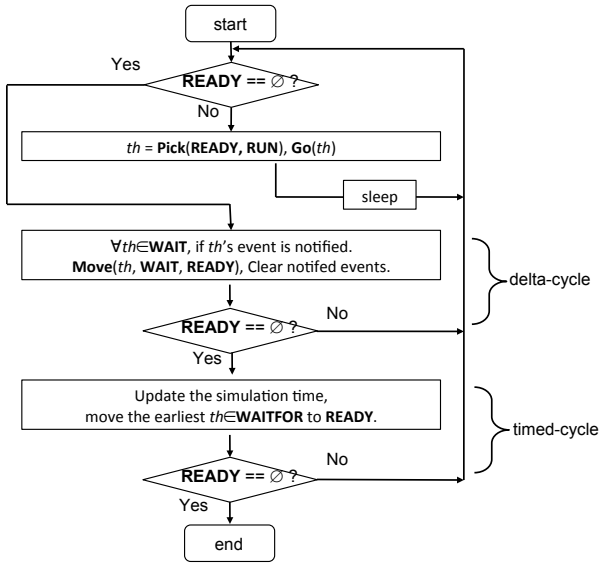 start
Yes
READY == ∅ ?
No
th = Pick(READY, RUN), Go(th)
sleep
∀th∈WAIT, if th's event is notified.
Move(th, WAIT, READY), Clear notifed events.
delta-cycle
READY == ∅ ?
No
Yes
Update the simulation time,
move the earliest th∈WAITFOR to READY.
timed-cycle
READY == ∅ ?
No
Yes
end